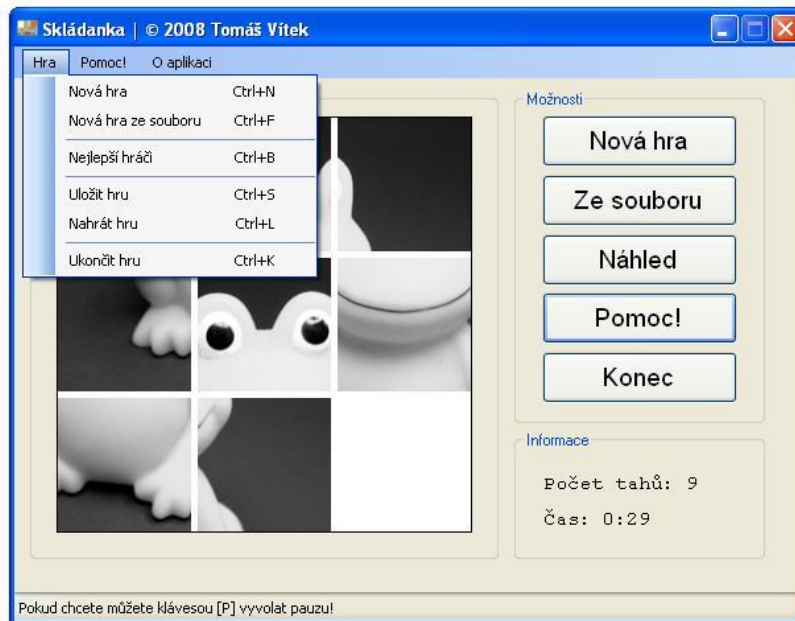 Skládanka | © 2008 Tomáš Vítek
Hra Pomoc! O aplikaci
Nová hra Ctrl+N
Nová hra ze souboru Ctrl+F
Nejlepší hráči Ctrl+B
Uložit hru Ctrl+S
Nahrát hru Ctrl+L
Ukončit hru Ctrl+K
Možnosti
Nová hra
Ze souboru
Náhled
Pomoc!
Konec
Informace
Počet tahů: 9
Čas: 0:29
Pokud chcete můžete klávesou [P] vyvolat pauzu!